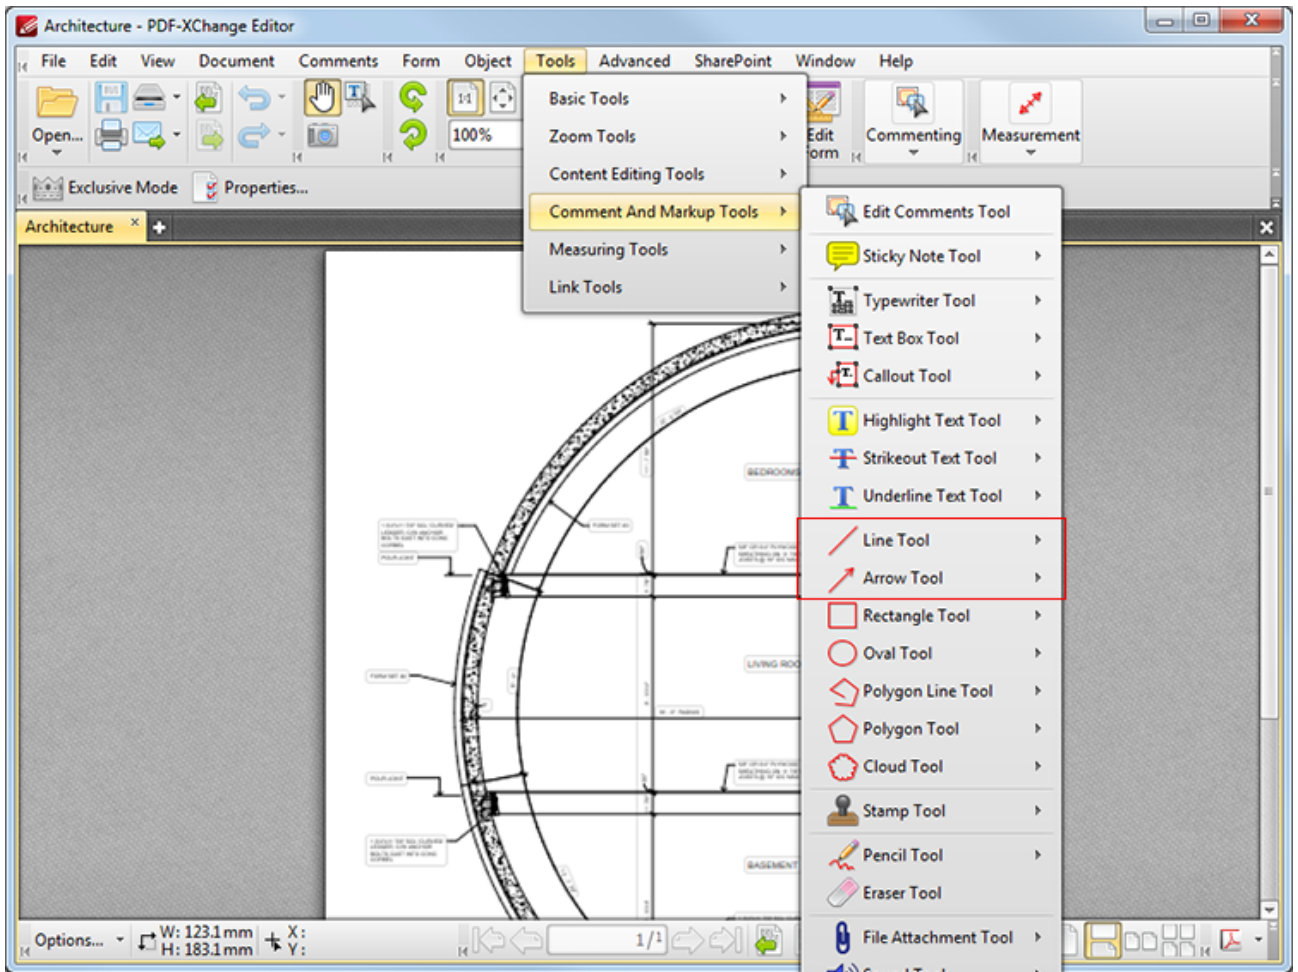 Architecture - PDF-XChange Editor
File Edit View Document Comments Form Object Tools Advanced SharePoint Window Help
Open...
100%
Edit
Form
Commenting
Measurement
Exclusive Mode
Properties...
Architecture
Basic Tools
Zoom Tools
Content Editing Tools
Comment And Markup Tools
Measuring Tools
Link Tools
Edit Comments Tool
Sticky Note Tool
Typewriter Tool
Text Box Tool
Callout Tool
Highlight Text Tool
Strikeout Text Tool
Underline Text Tool
Line Tool
Arrow Tool
Rectangle Tool
Oval Tool
Polygon Line Tool
Polygon Tool
Cloud Tool
Stamp Tool
Pencil Tool
Eraser Tool
File Attachment Tool
BEDROOMS
LIVING ROO
BASEMENT
Options...
W: 123.1 mm
H: 183.1 mm
X:
Y:
1/1